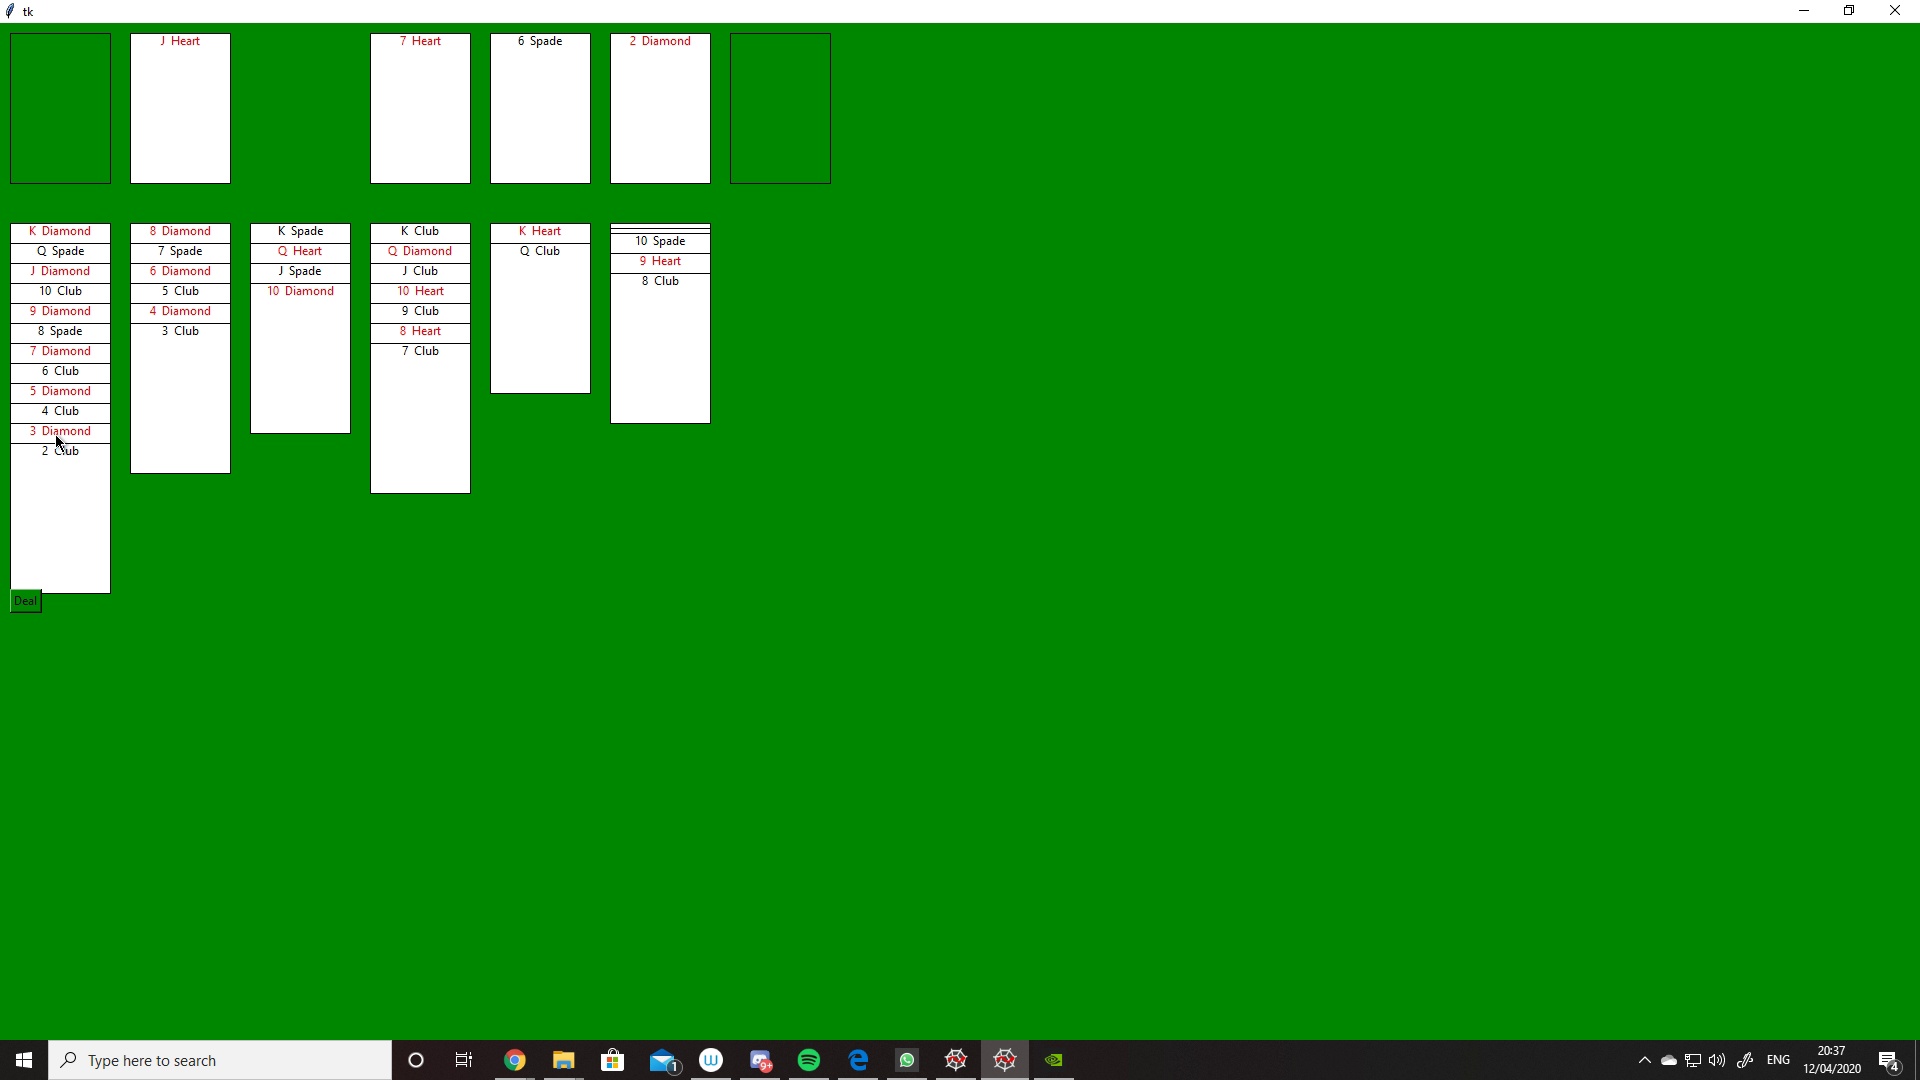 tk
J Heart
7 Heart
6 Spade
2 Diamond
K Diamond
Q Spade
J Diamond
10 Club
9 Diamond
8 Spade
7 Diamond
6 Club
5 Diamond
4 Club
3 Diamond
2 Club
8 Diamond
7 Spade
6 Diamond
5 Club
4 Diamond
3 Club
K Spade
Q Heart
J Spade
10 Diamond
K Club
Q Diamond
J Club
10 Heart
9 Club
8 Heart
7 Club
K Heart
Q Club
10 Spade
9 Heart
8 Club
Deal
Type here to search
1
W
9+
ENG
20:37
12/04/2020
4